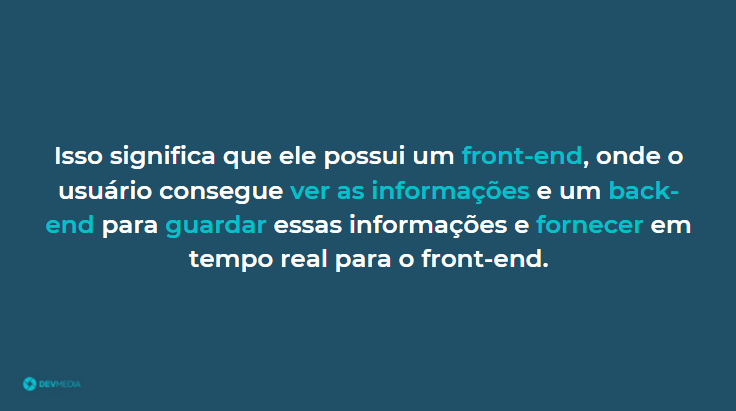 Isso significa que ele possui um front-end, onde o
usuário consegue ver as informações e um back-
end para guardar essas informações e fornecer em
tempo real para o front-end.
DEVMEDIA